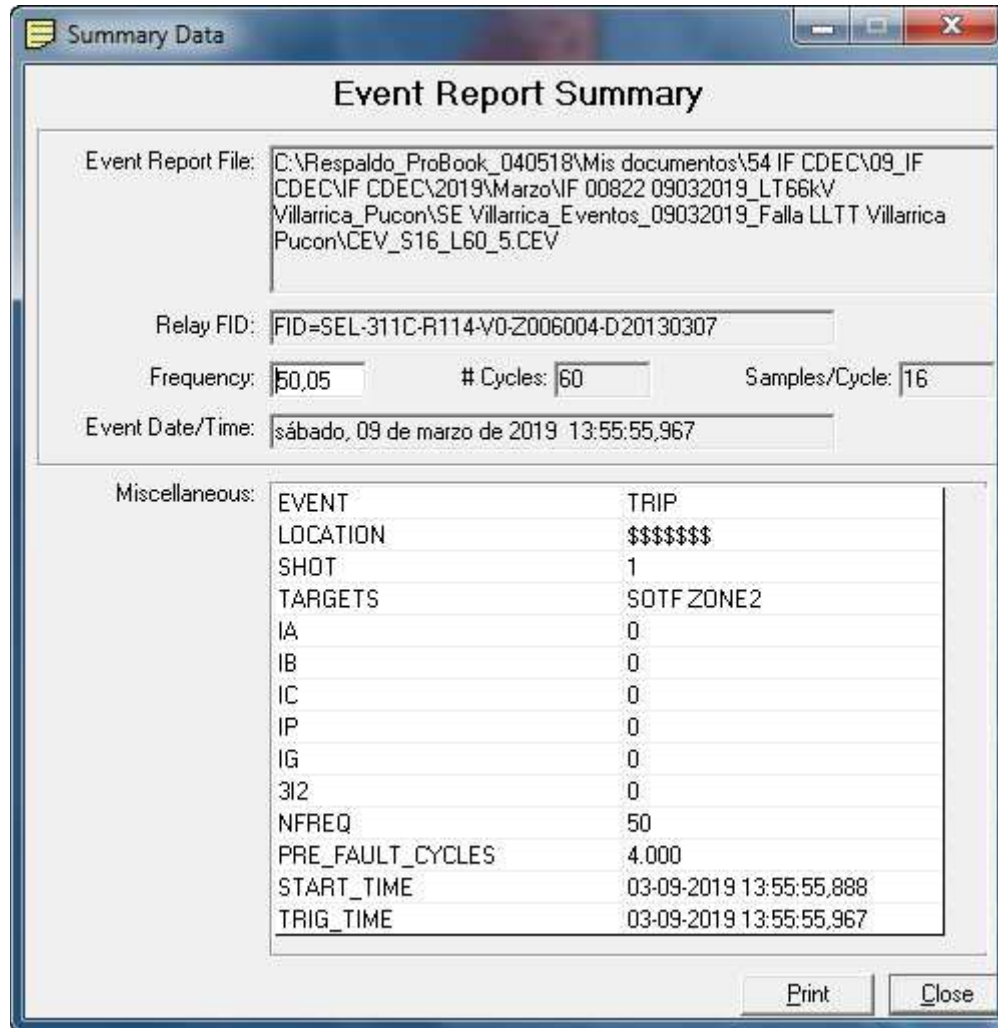 Summary Data
Event Report Summary
Event Report File: C:\Respaldo_ProBook_040518\Mis documentos\54 IF CDEC\09_IF
CDEC\IF CDEC\2019\Marzo\IF 00822 09032019_LT66kV
Villarrica_Pucon\SE Villarrica_Eventos_09032019_Falla LLTT Villarrica
Pucon\CEV_S16_L60_5.CEV
Relay FID: FID=SEL-311C-R114-V0-Z006004-D20130307
Frequency: 50,05 # Cycles: 60 Samples/Cycle: 16
Event Date/Time: sábado, 09 de marzo de 2019 13:55:55,967
Miscellaneous:
EVENT TRIP
LOCATION $$$$$$$
SHOT 1
TARGETS SOTF ZONE2
IA 0
IB 0
IC 0
IP 0
IG 0
3I2 0
NFREQ 50
PRE_FAULT_CYCLES 4.000
START_TIME 03-09-2019 13:55:55,888
TRIG_TIME 03-09-2019 13:55:55,967
Print Close